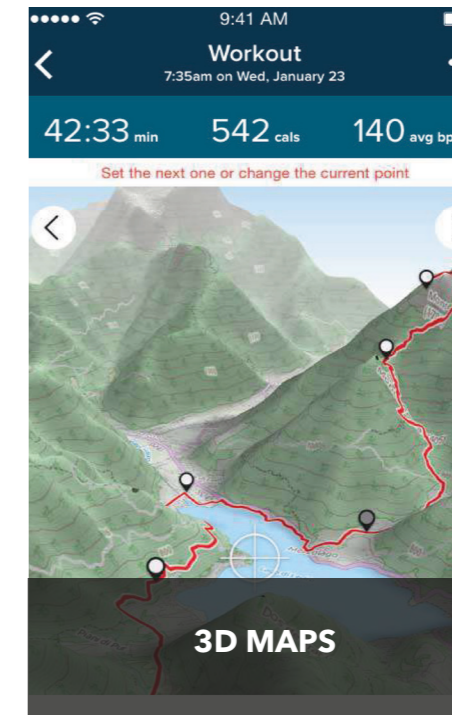 9:41 AM
Workout
7:35am on Wed, January 23
42:33 min 542 cals 140 avg bp
Set the next one or change the current point
3D MAPS